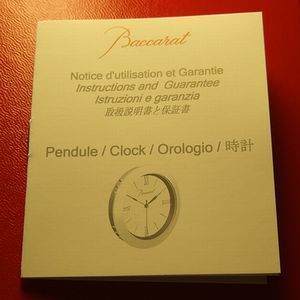 Baccarat
Notice d'utilisation et Garantie
Instructions and Guarantee
Istruzioni e garanzia
取扱説明書と保証書
Pendule / Clock / Orologio / 時計
Baccarat